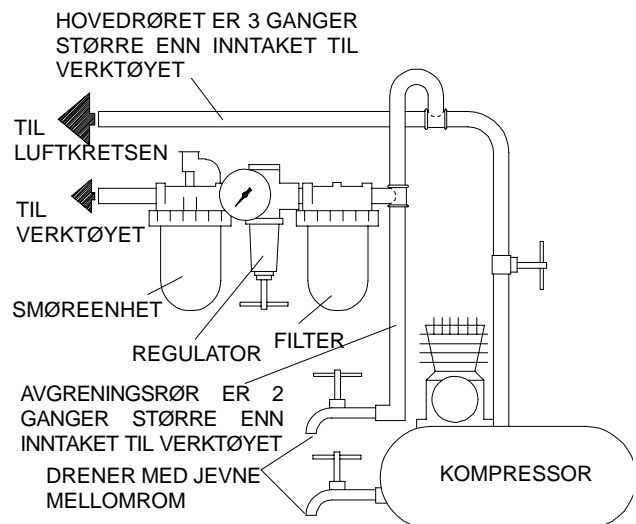 HOVEDRØRET ER 3 GANGER
STØRRE ENN INNTAKET TIL
VERKTØYET
TIL
LUFTKRETSEN
TIL
VERKTØYET
SMØREENHET
REGULATOR
FILTER
AVGRENINGSRØR ER 2
GANGER STØRRE ENN
INNTAKET TIL VERKTØYET
DRENER MED JEVNE
MELLOMROM
KOMPRESSOR